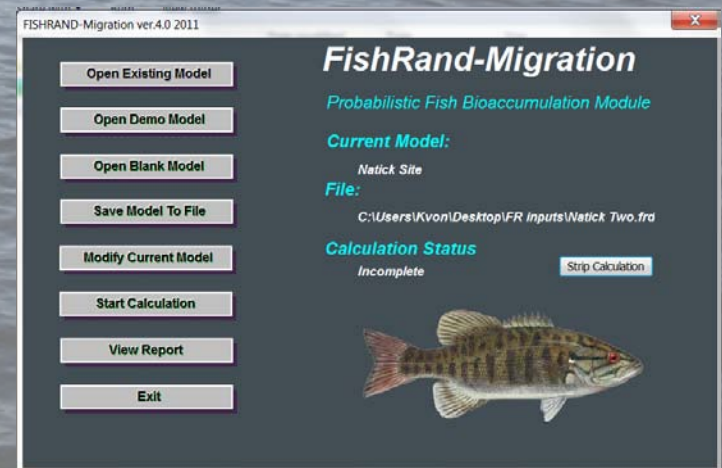 FISHRAND-Migration ver.4.0 2011
Open Existing Model
Open Demo Model
Open Blank Model
Save Model To File
Modify Current Model
Start Calculation
View Report
Exit
FishRand-Migration
Probabilistic Fish Bioaccumulation Module
Current Model:
Natick Site
File:
C:\Users\Kvon\Desktop\FR inputs\Natick Two.frd
Calculation Status
Incomplete
Strip Calculation